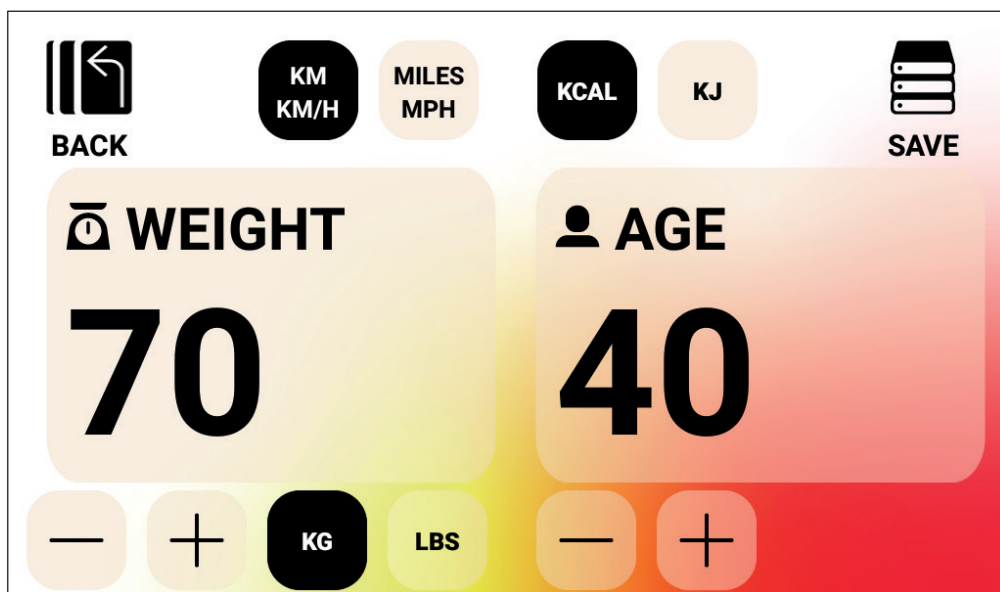 BACK
KM
KM/H
MILES
MPH
KCAL
KJ
SAVE
WEIGHT
70
AGE
40
— +
KG
LBS
— +